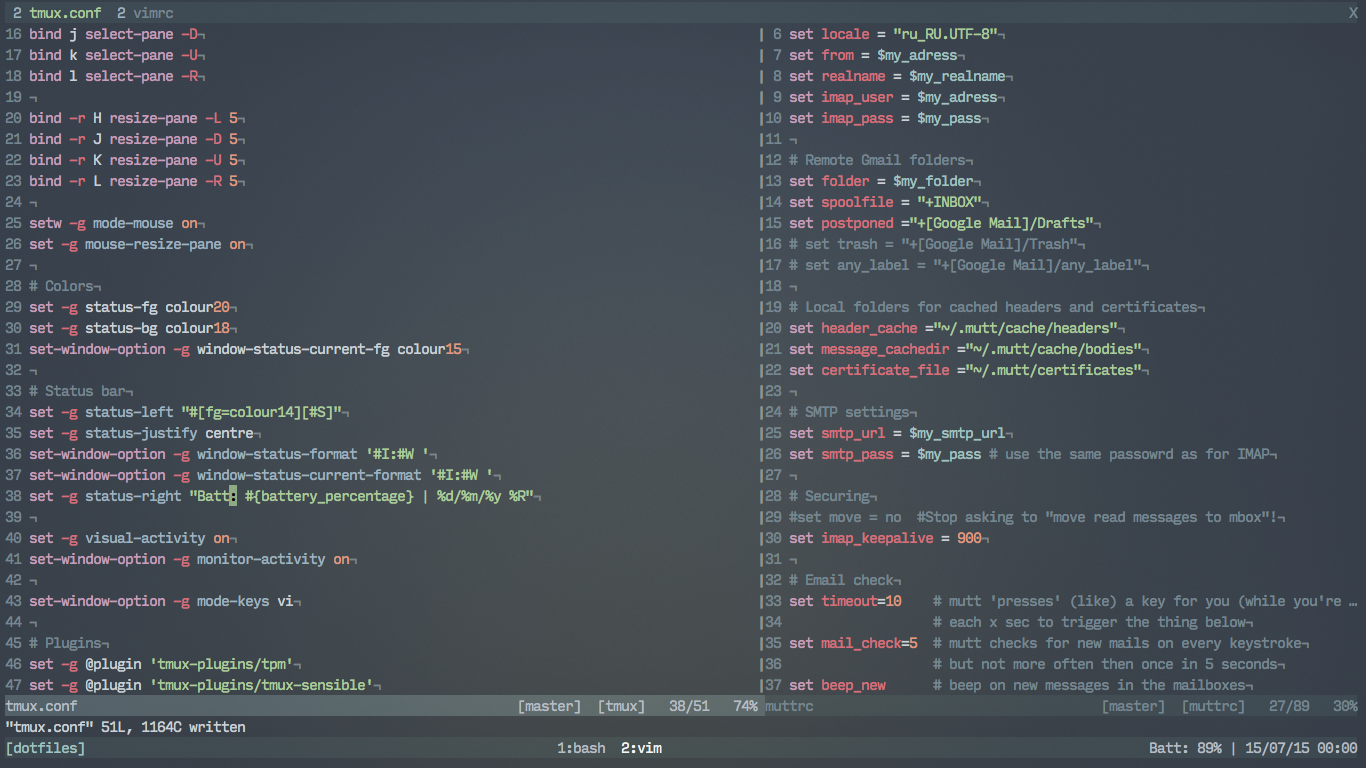 2 tmux.conf  2 vimrc X
16 bind j select-pane -D¬
17 bind k select-pane -U¬
18 bind l select-pane -R¬
19 ¬
20 bind -r H resize-pane -L 5¬
21 bind -r J resize-pane -D 5¬
22 bind -r K resize-pane -U 5¬
23 bind -r L resize-pane -R 5¬
24 ¬
25 setw -g mode-mouse on¬
26 set -g mouse-resize-pane on¬
27 ¬
28 # Colors¬
29 set -g status-fg colour20¬
30 set -g status-bg colour18¬
31 set-window-option -g window-status-current-fg colour15¬
32 ¬
33 # Status bar¬
34 set -g status-left "#[fg=colour14][#S]"¬
35 set -g status-justify centre¬
36 set-window-option -g window-status-format '#I:#W '¬
37 set-window-option -g window-status-current-format '#I:#W '¬
38 set -g status-right "Batt: #{battery_percentage} | %d/%m/%y %R"¬
39 ¬
40 set -g visual-activity on¬
41 set-window-option -g monitor-activity on¬
42 ¬
43 set-window-option -g mode-keys vi¬
44 ¬
45 # Plugins¬
46 set -g @plugin 'tmux-plugins/tpm'¬
47 set -g @plugin 'tmux-plugins/tmux-sensible'¬
tmux.conf [master] [tmux] 38/51 74%
| 6 set locale = "ru_RU.UTF-8"¬
| 7 set from = $my_adress¬
| 8 set realname = $my_realname¬
| 9 set imap_user = $my_adress¬
|10 set imap_pass = $my_pass¬
|11 ¬
|12 # Remote Gmail folders¬
|13 set folder = $my_folder¬
|14 set spoolfile = "+INBOX"¬
|15 set postponed ="+[Google Mail]/Drafts"¬
|16 # set trash = "+[Google Mail]/Trash"¬
|17 # set any_label = "+[Google Mail]/any_label"¬
|18 ¬
|19 # Local folders for cached headers and certificates¬
|20 set header_cache ="~/.mutt/cache/headers"¬
|21 set message_cachedir ="~/.mutt/cache/bodies"¬
|22 set certificate_file ="~/.mutt/certificates"¬
|23 ¬
|24 # SMTP settings¬
|25 set smtp_url = $my_smtp_url¬
|26 set smtp_pass = $my_pass # use the same passowrd as for IMAP¬
|27 ¬
|28 # Securing¬
|29 #set move = no  #Stop asking to "move read messages to mbox"!¬
|30 set imap_keepalive = 900¬
|31 ¬
|32 # Email check¬
|33 set timeout=10    # mutt 'presses' (like) a key for you (while you're …
|34                   # each x sec to trigger the thing below¬
|35 set mail_check=5  # mutt checks for new mails on every keystroke¬
|36                   # but not more often then once in 5 seconds¬
|37 set beep_new      # beep on new messages in the mailboxes¬
muttrc [master] [muttrc] 27/89 30%
"tmux.conf" 51L, 1164C written
[dotfiles] 1:bash  2:vim Batt: 89% | 15/07/15 00:00